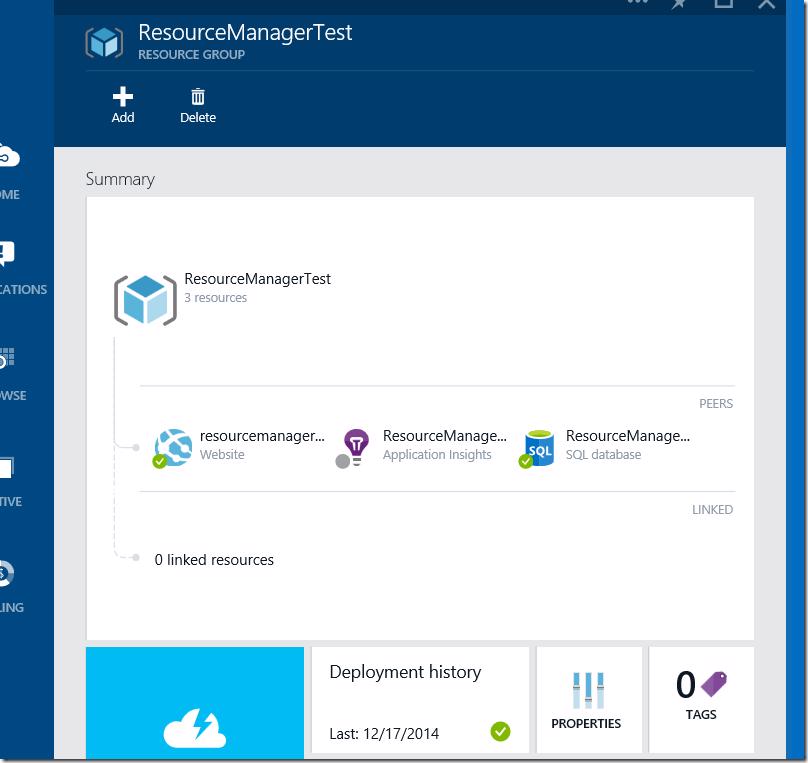 ResourceManagerTest
RESOURCE GROUP
Add
Delete
OME
CATIONS
WSE
TIVE
LING
Summary
ResourceManagerTest
3 resources
PEERS
resourcemanager...
Website
ResourceManage...
Application Insights
SQL
ResourceManage...
SQL database
LINKED
0 linked resources
Deployment history
Last: 12/17/2014
PROPERTIES
0
TAGS